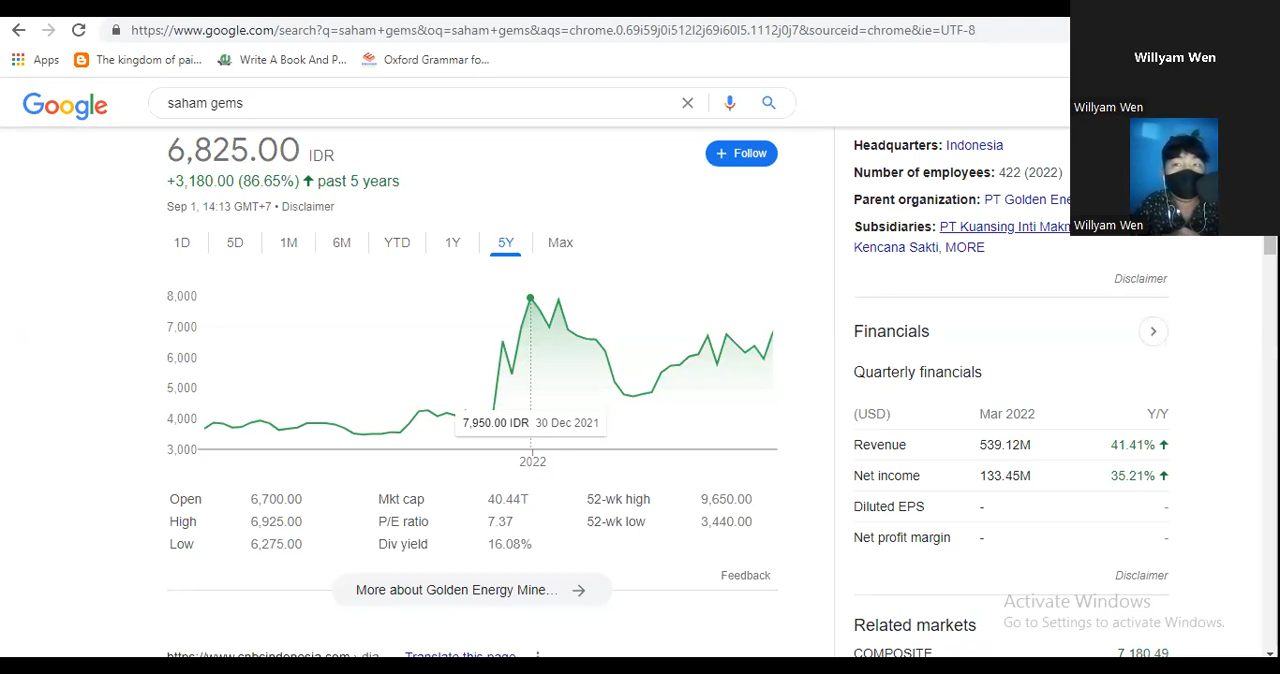 https://www.google.com/search?q=saham+gems&oq=saham+gems&aqs=chrome.0.69i59j0i512l2j69i60l5.1112j0j7&sourceid=chrome&ie=UTF-8
Apps
The kingdom of pai...
Write A Book And P...
Oxford Grammar fo...
Willyam Wen
Willyam Wen
Willyam Wen
Google
saham gems
6,825.00 IDR
+ Follow
+3,180.00 (86.65%) ↑ past 5 years
Sep 1, 14:13 GMT+7 • Disclaimer
1D 5D 1M 6M YTD 1Y 5Y Max
8,000
7,000
6,000
5,000
4,000
3,000
7,950.00 IDR 30 Dec 2021
2022
Open 6,700.00 Mkt cap 40.44T 52-wk high 9,650.00
High 6,925.00 P/E ratio 7.37 52-wk low 3,440.00
Low 6,275.00 Div yield 16.08%
Feedback
More about Golden Energy Mine... →
https://www.cnbcindonesia.com › dia... Translate this page
Headquarters: Indonesia
Number of employees: 422 (2022)
Parent organization: PT Golden Ene
Subsidiaries: PT Kuansing Inti Makm
Kencana Sakti, MORE
Disclaimer
Financials
Quarterly financials
(USD) Mar 2022 Y/Y
Revenue 539.12M 41.41% ↑
Net income 133.45M 35.21% ↑
Diluted EPS - -
Net profit margin - -
Disclaimer
Activate Windows
Go to Settings to activate Windows.
Related markets
COMPOSITE 7,180.49